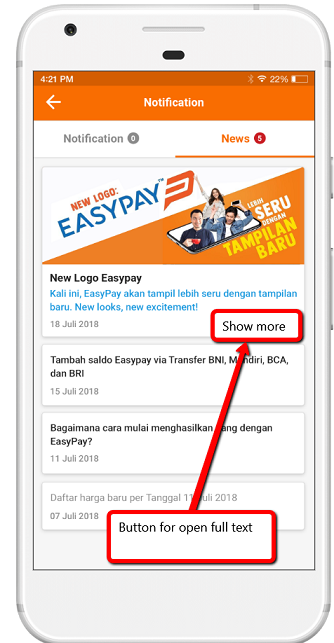 4:21 PM
22%
Notification
Notification 0
News 5
NEW LOGO:
EASYPAY
LEBIH
SERU
DENGAN
TAMPILAN
BARU
New Logo Easypay
Kali ini, EasyPay akan tampil lebih seru dengan tampilan
baru. New looks, new excitement!
18 Juli 2018
Show more
Tambah saldo Easypay via Transfer BNI, Mandiri, BCA,
dan BRI
15 Juli 2018
Bagaimana cara mulai menghasilkan uang dengan
EasyPay?
11 Juli 2018
Daftar harga baru per Tanggal 11 Juli 2018
07 Juli 2018
Button for open full text